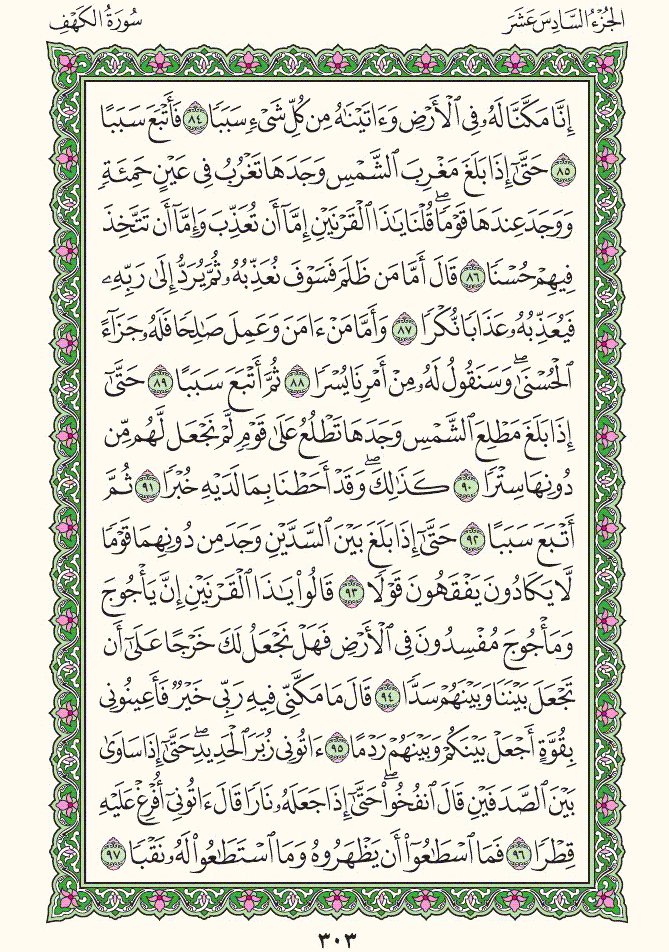 الجُزْءُ السَّادِسَ عَشَرَ
سُورَةُ الكَهْفِ
إِنَّا مَكَّنَّا لَهُۥ فِي ٱلۡأَرۡضِ وَءَاتَيۡنَٰهُ مِن كُلِّ شَيۡءٖ سَبَبٗا ٨٤ فَأَتۡبَعَ سَبَبًا
٨٥ حَتَّىٰٓ إِذَا بَلَغَ مَغۡرِبَ ٱلشَّمۡسِ وَجَدَهَا تَغۡرُبُ فِي عَيۡنٍ حَمِئَةٖ
وَوَجَدَ عِندَهَا قَوۡمٗاۖ قُلۡنَا يَٰذَا ٱلۡقَرۡنَيۡنِ إِمَّآ أَن تُعَذِّبَ وَإِمَّآ أَن تَتَّخِذَ
فِيهِمۡ حُسۡنٗا ٨٦ قَالَ أَمَّا مَن ظَلَمَ فَسَوۡفَ نُعَذِّبُهُۥ ثُمَّ يُرَدُّ إِلَىٰ رَبِّهِۦ
فَيُعَذِّبُهُۥ عَذَابٗا نُّكۡرٗا ٨٧ وَأَمَّا مَنۡ ءَامَنَ وَعَمِلَ صَٰلِحٗا فَلَهُۥ جَزَآءً
ٱلۡحُسۡنَىٰۖ وَسَنَقُولُ لَهُۥ مِنۡ أَمۡرِنَا يُسۡرٗا ٨٨ ثُمَّ أَتۡبَعَ سَبَبًا ٨٩ حَتَّىٰٓ
إِذَا بَلَغَ مَطۡلِعَ ٱلشَّمۡسِ وَجَدَهَا تَطۡلُعُ عَلَىٰ قَوۡمٖ لَّمۡ نَجۡعَل لَّهُم مِّن
دُونِهَا سِتۡرٗا ٩٠ كَذَٰلِكَۖ وَقَدۡ أَحَطۡنَا بِمَا لَدَيۡهِ خُبۡرٗا ٩١ ثُمَّ
أَتۡبَعَ سَبَبًا ٩٢ حَتَّىٰٓ إِذَا بَلَغَ بَيۡنَ ٱلسَّدَّيۡنِ وَجَدَ مِن دُونِهِمَا قَوۡمٗا
لَّا يَكَادُونَ يَفۡقَهُونَ قَوۡلٗا ٩٣ قَالُواْ يَٰذَا ٱلۡقَرۡنَيۡنِ إِنَّ يَأۡجُوجَ
وَمَأۡجُوجَ مُفۡسِدُونَ فِي ٱلۡأَرۡضِ فَهَلۡ نَجۡعَلُ لَكَ خَرۡجًا عَلَىٰٓ أَن
تَجۡعَلَ بَيۡنَنَا وَبَيۡنَهُمۡ سَدّٗا ٩٤ قَالَ مَا مَكَّنِّي فِيهِ رَبِّي خَيۡرٞ فَأَعِينُونِي
بِقُوَّةٍ أَجۡعَلۡ بَيۡنَكُمۡ وَبَيۡنَهُمۡ رَدۡمًا ٩٥ ءَاتُونِي زُبَرَ ٱلۡحَدِيدِۖ حَتَّىٰٓ إِذَا سَاوَىٰ
بَيۡنَ ٱلصَّدَفَيۡنِ قَالَ ٱنفُخُواْۖ حَتَّىٰٓ إِذَا جَعَلَهُۥ نَارٗا قَالَ ءَاتُونِيٓ أُفۡرِغۡ عَلَيۡهِ
قِطۡرٗا ٩٦ فَمَا ٱسۡطَٰعُوٓاْ أَن يَظۡهَرُوهُ وَمَا ٱسۡتَطَٰعُواْ لَهُۥ نَقۡبٗا ٩٧
٣٠٣